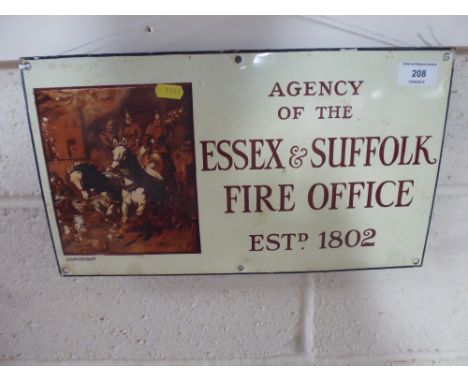 AGENCY
OF THE
ESSEX & SUFFOLK
FIRE OFFICE
ESTD 1802
COPYRIGHT
208